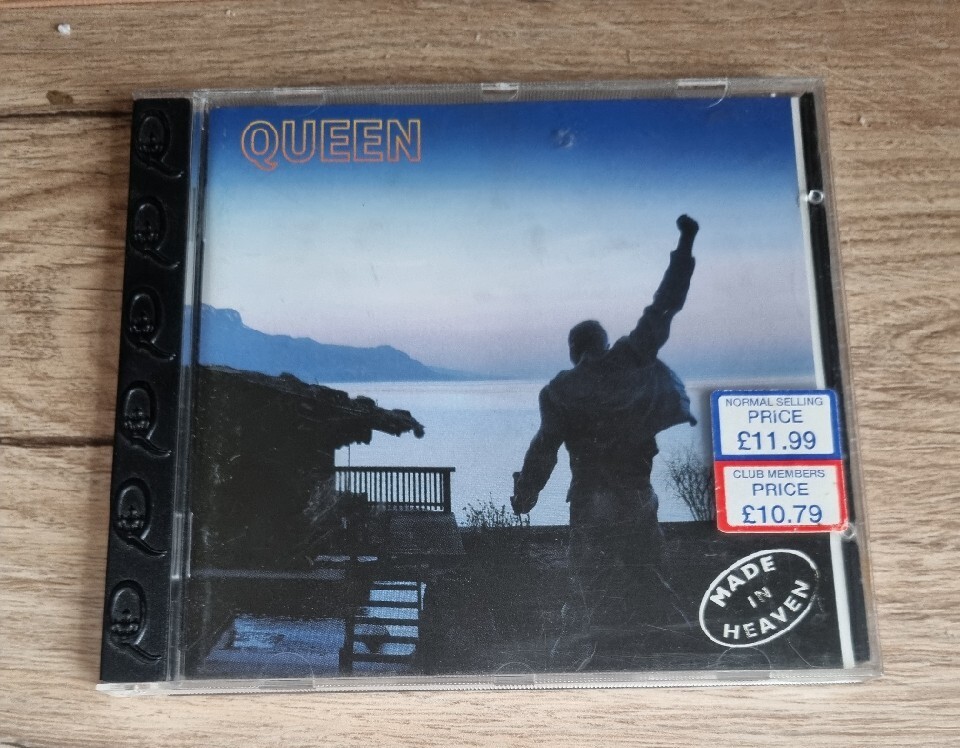 QUEEN
NORMAL SELLING
PRICE
£11.99
CLUB MEMBERS
PRICE
£10.79
MADE
IN
HEAVEN
Q
Q
Q
Q
Q
Q